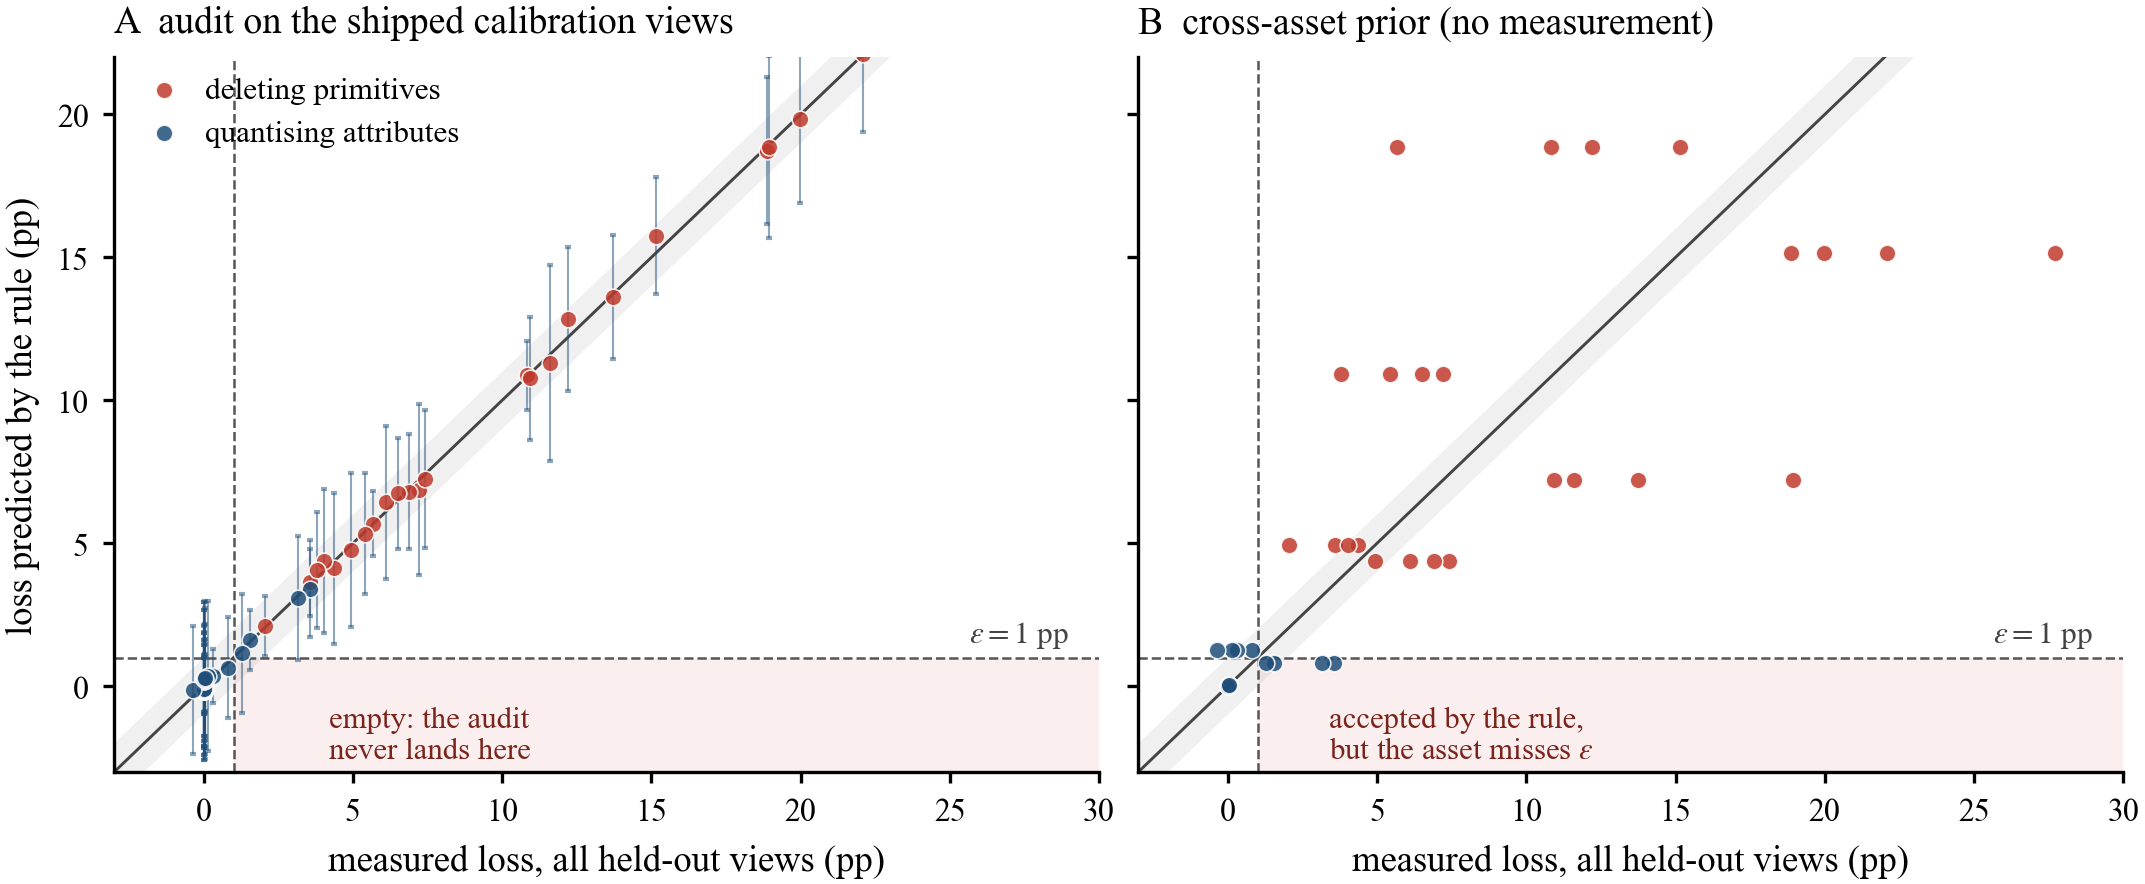 A audit on the shipped calibration views
deleting primitives
quantising attributes
loss predicted by the rule (pp)
20
15
10
5
0
ε = 1 pp
empty: the audit
never lands here
0 5 10 15 20 25 30
measured loss, all held-out views (pp)
B cross-asset prior (no measurement)
ε = 1 pp
accepted by the rule,
but the asset misses ε
0 5 10 15 20 25 30
measured loss, all held-out views (pp)